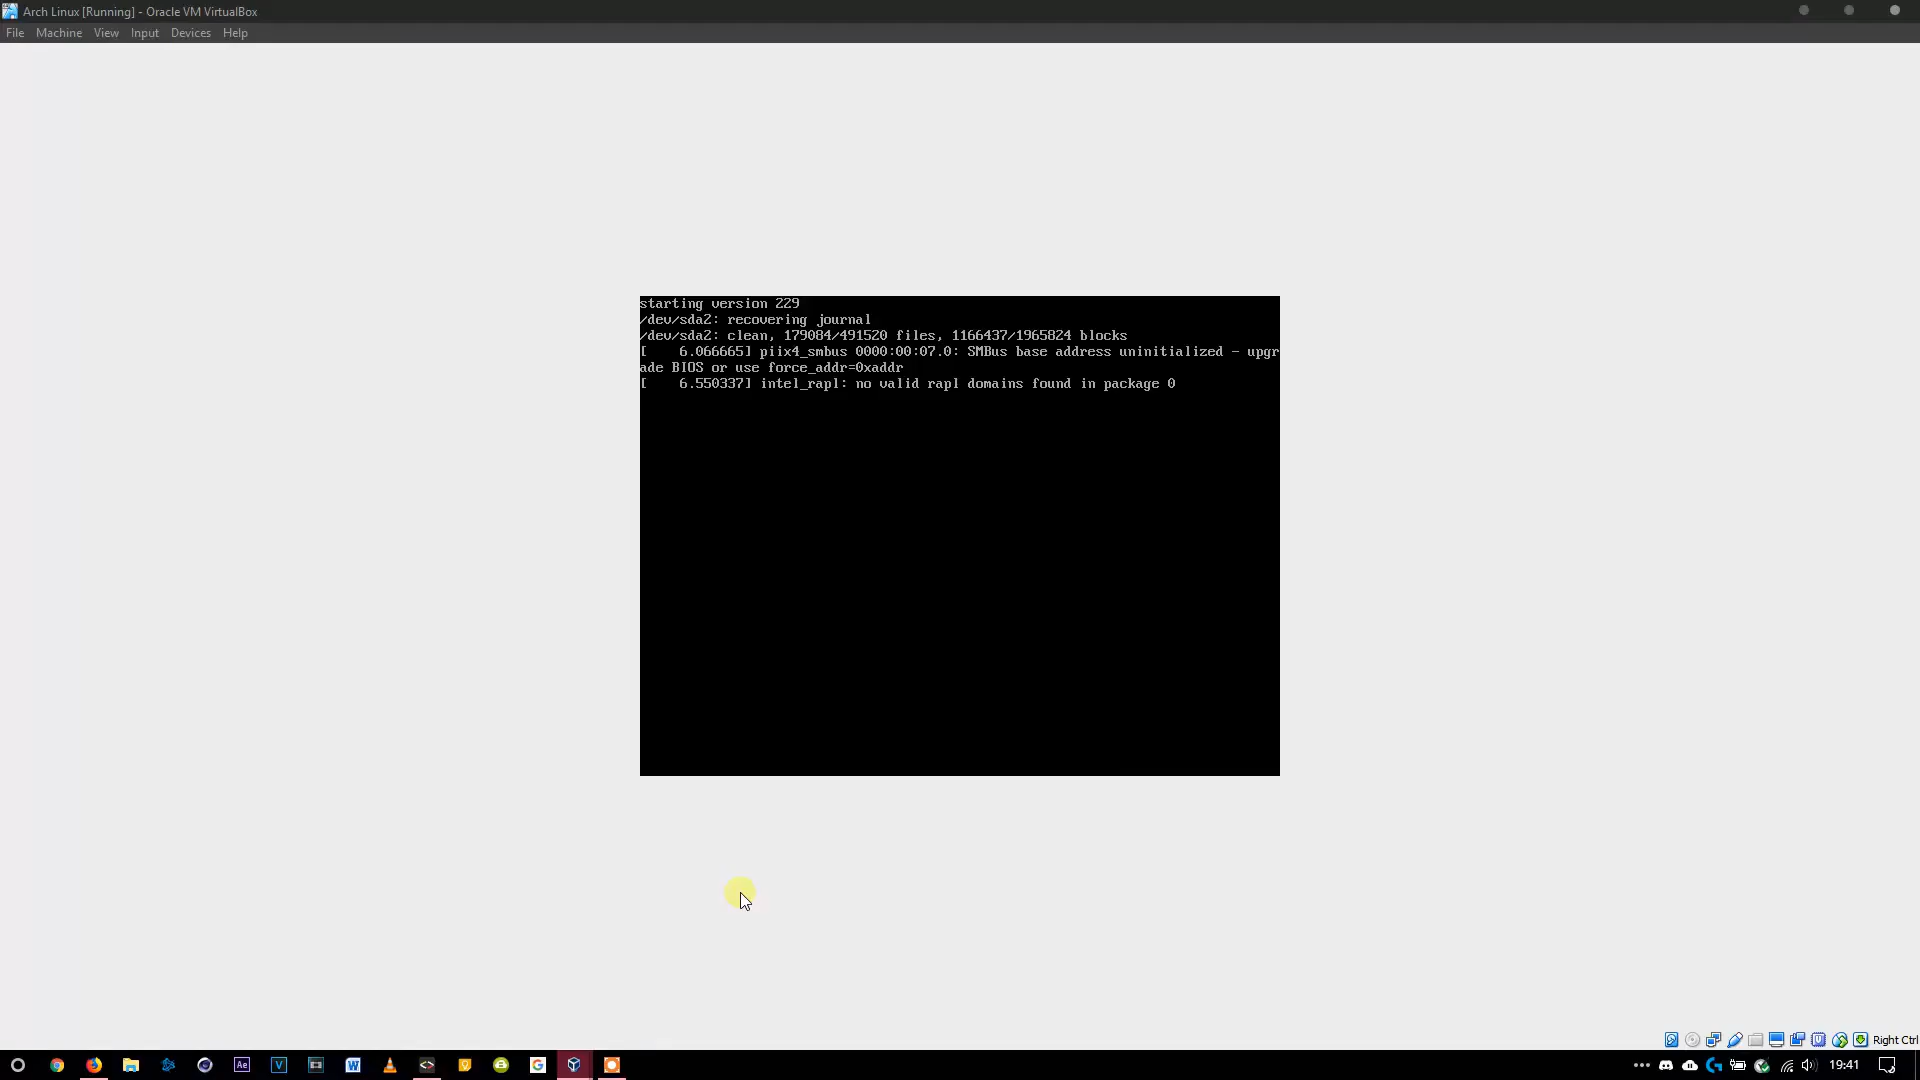 Arch Linux [Running] - Oracle VM VirtualBox
File Machine View Input Devices Help
starting version 229
/dev/sda2: recovering journal
/dev/sda2: clean, 179084/491520 files, 1166437/1965824 blocks
[    6.066665] piix4_smbus 0000:00:07.0: SMBus base address uninitialized - upgr
ade BIOS or use force_addr=0xaddr
[    6.550337] intel_rapl: no valid rapl domains found in package 0
Right Ctrl
Ae V W G 19:41